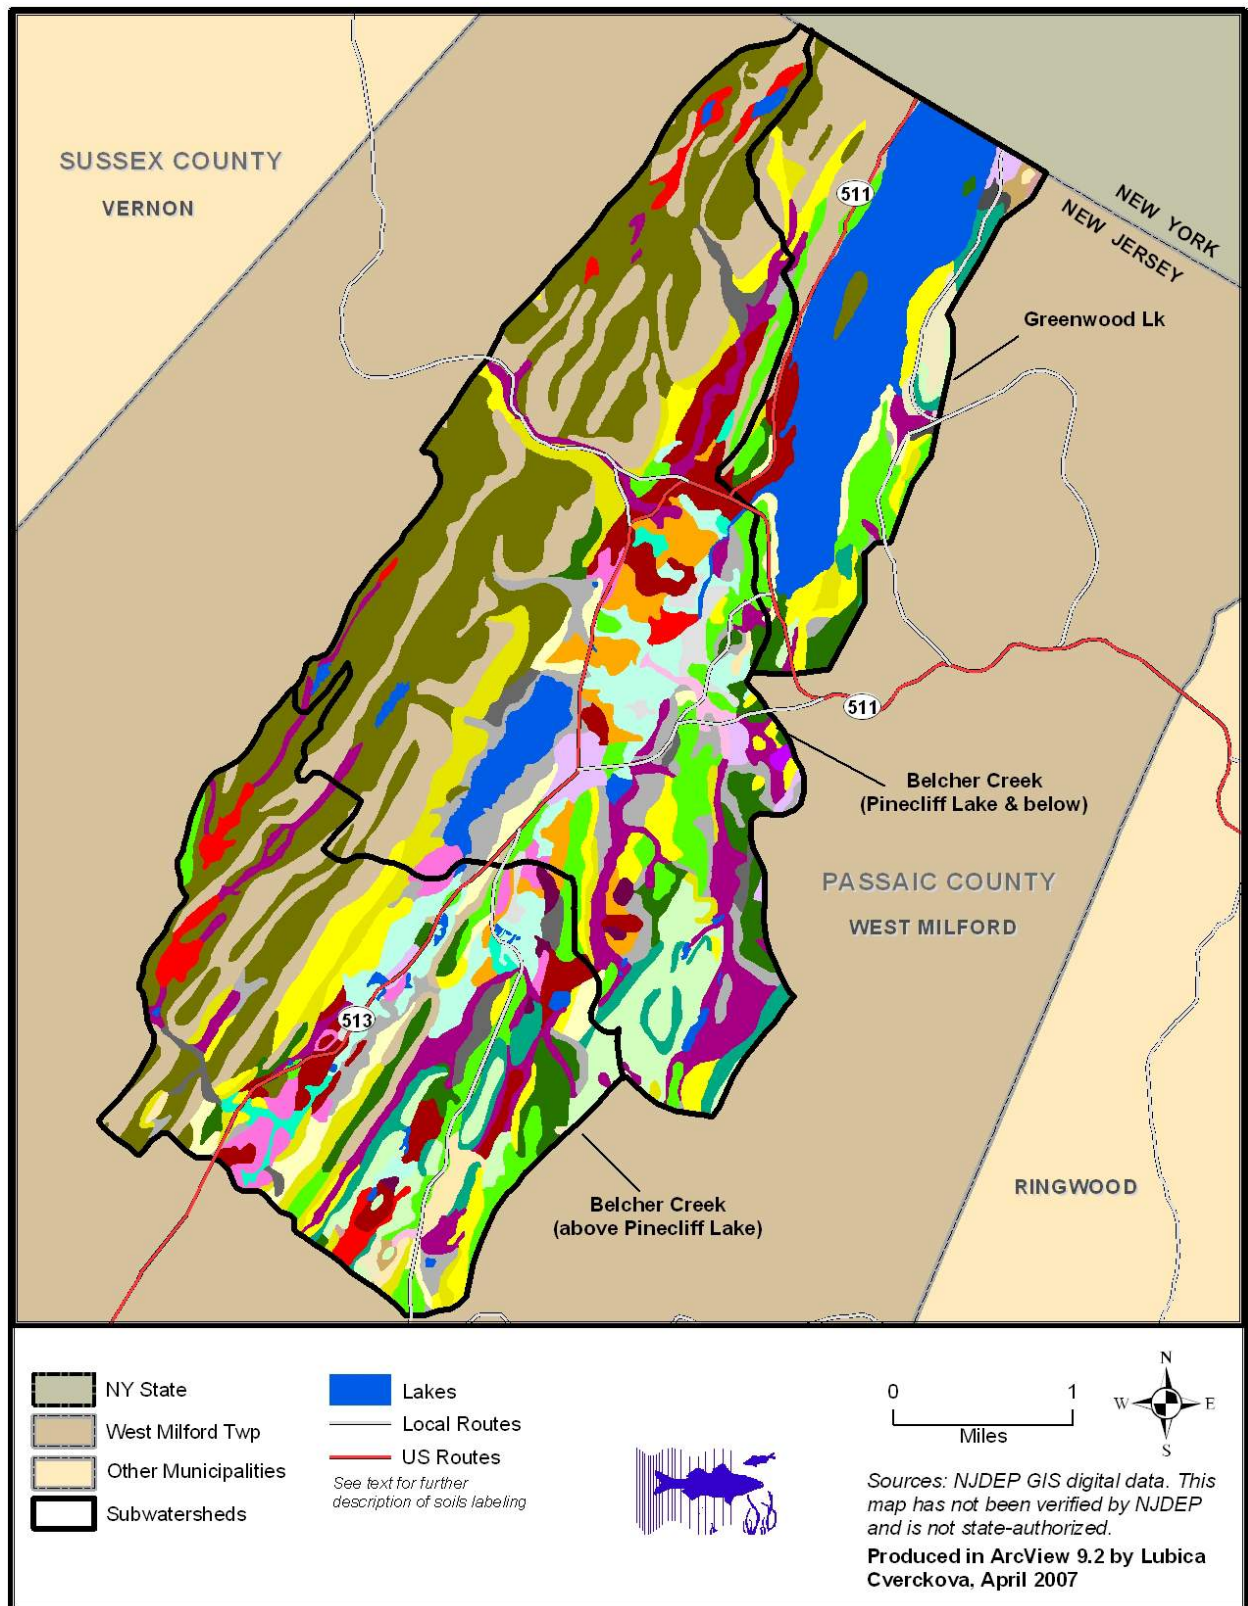 SUSSEX COUNTY
VERNON
511
NEW YORK
NEW JERSEY
Greenwood Lk
511
Belcher Creek
(Pinecliff Lake & below)
PASSAIC COUNTY
WEST MILFORD
513
RINGWOOD
Belcher Creek
(above Pinecliff Lake)
NY State
West Milford Twp
Other Municipalities
Subwatersheds
Lakes
Local Routes
US Routes
See text for further
description of soils labeling
0 1
Miles
N
W E
S
Sources: NJDEP GIS digital data. This
map has not been verified by NJDEP
and is not state-authorized.
Produced in ArcView 9.2 by Lubica
Cverckova, April 2007